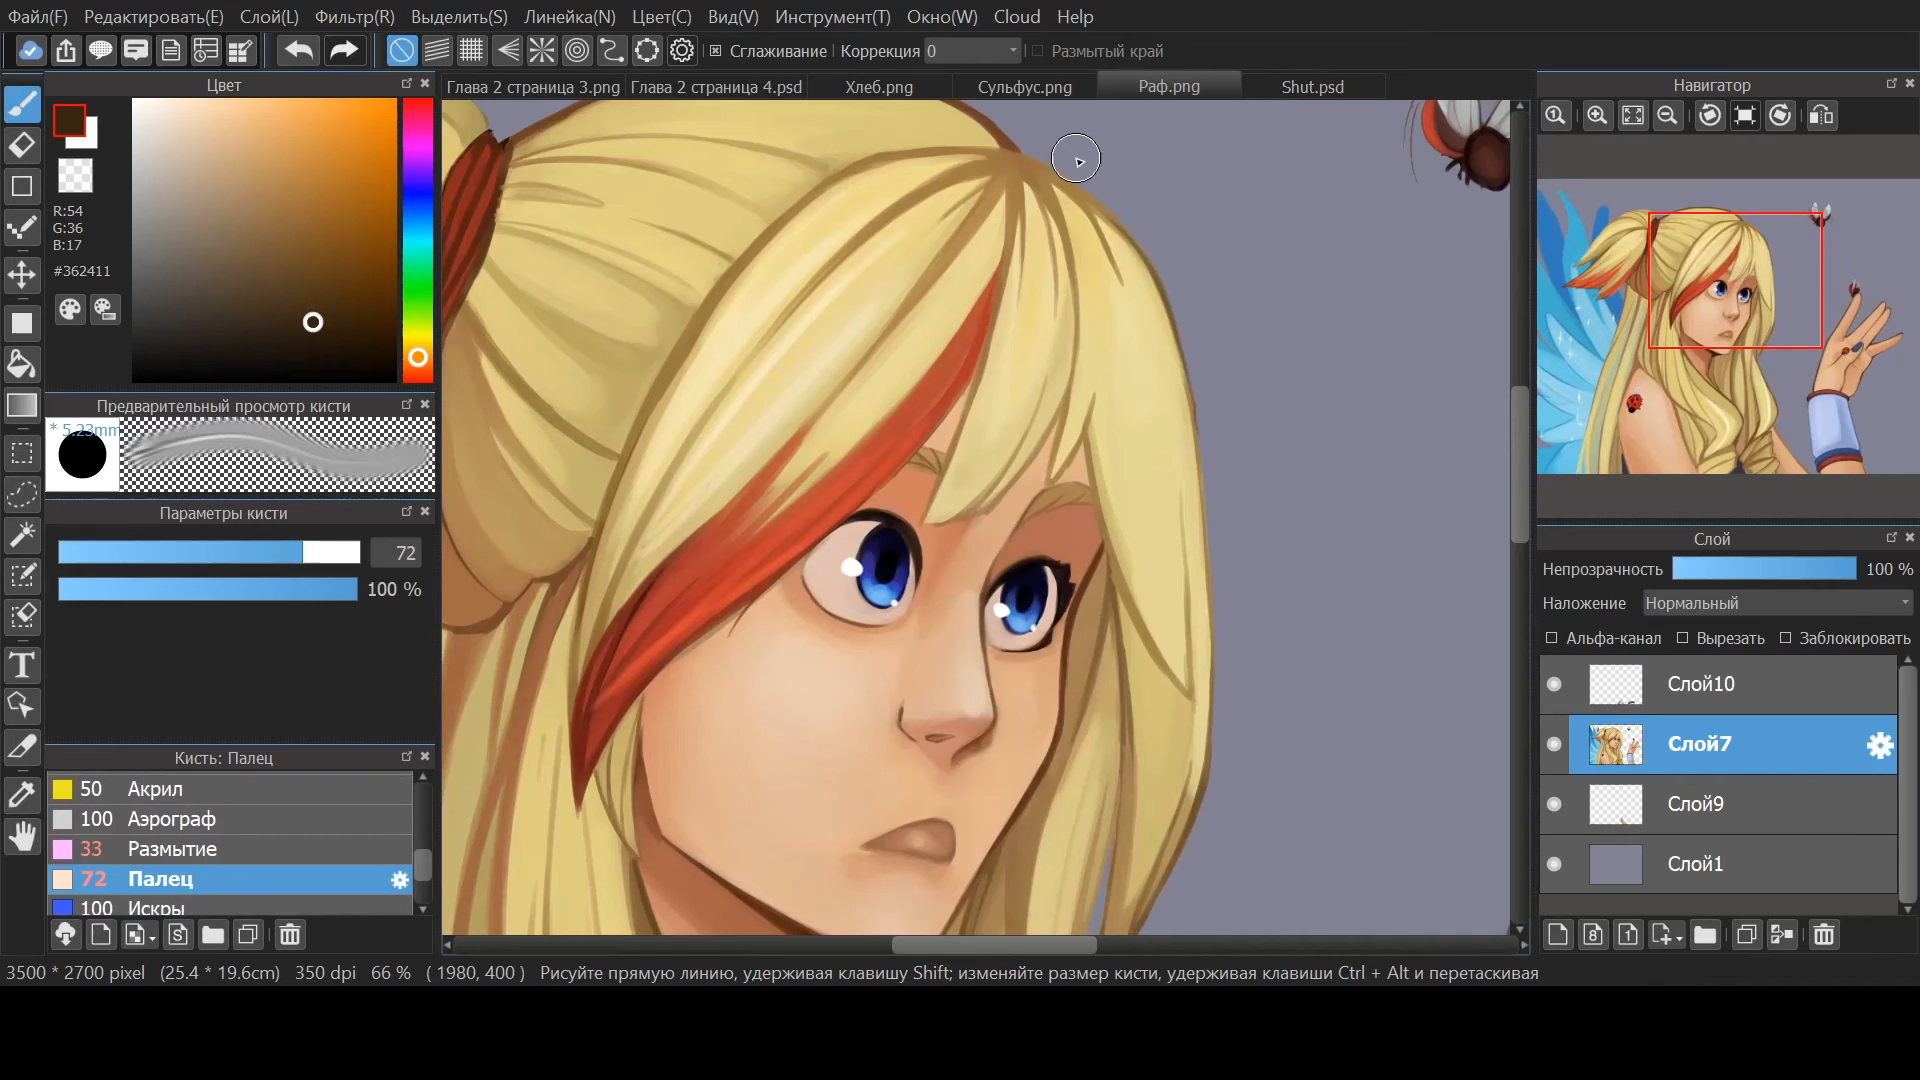 Файл(F) Редактировать(E) Слой(L) Фильтр(R) Выделить(S) Линейка(N) Цвет(C) Вид(V) Инструмент(T) Окно(W) Cloud Help
Сглаживание Коррекция 0 Размытый край
Цвет
Глава 2 страница 3.png Глава 2 страница 4.psd Хлеб.png Сульфус.png Раф.png Shut.psd
Навигатор
R:54
G:36
B:17
#362411
Предварительный просмотр кисти
* 5.23mm
Параметры кисти
72
100 %
Слой
Непрозрачность 100 %
Наложение Нормальный
Альфа-канал Вырезать Заблокировать
Слой10
Слой7
Слой9
Слой1
Кисть: Палец
50 Акрил
100 Аэрограф
33 Размытие
72 Палец
100 Искры
3500 * 2700 pixel (25.4 * 19.6cm) 350 dpi 66 % ( 1980, 400 ) Рисуйте прямую линию, удерживая клавишу Shift; изменяйте размер кисти, удерживая клавиши Ctrl + Alt и перетаскивая